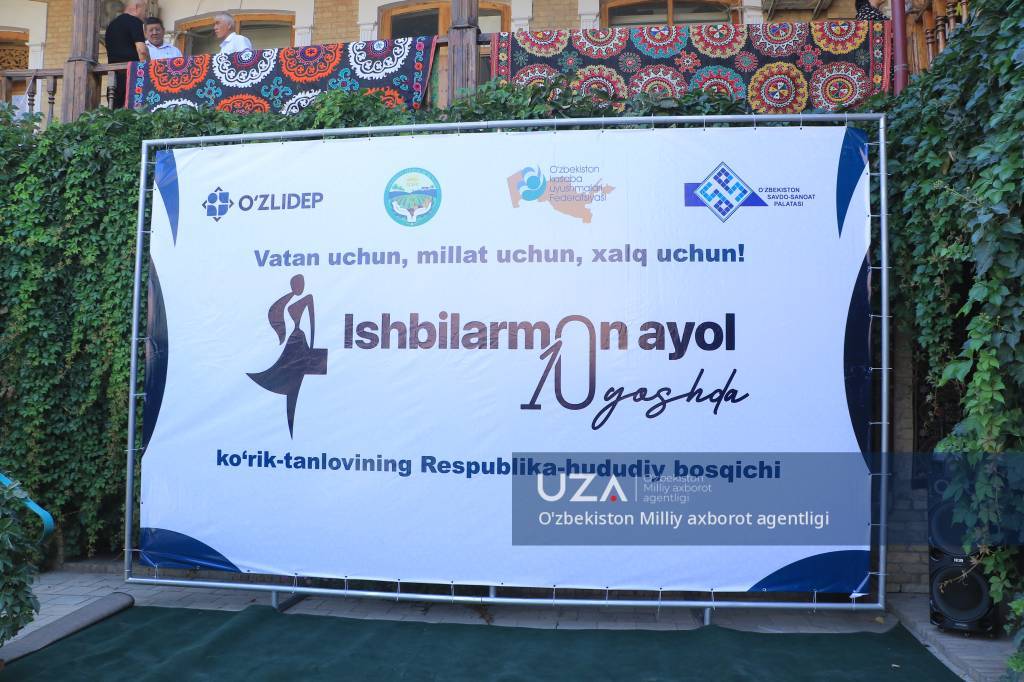 O'ZLIDEP
O'zbekiston
kasaba
uyushmalari
Federatsiyasi
O'ZBEKISTON
SAVDO-SANOAT
PALATASI
Vatan uchun, millat uchun, xalq uchun!
Ishbilarmon ayol
10 yoshda
ko‘rik-tanlovining Respublika-hududiy bosqichi
UZA
O‘zbekiston
Milliy axborot
agentligi
O'zbekiston Milliy axborot agentligi